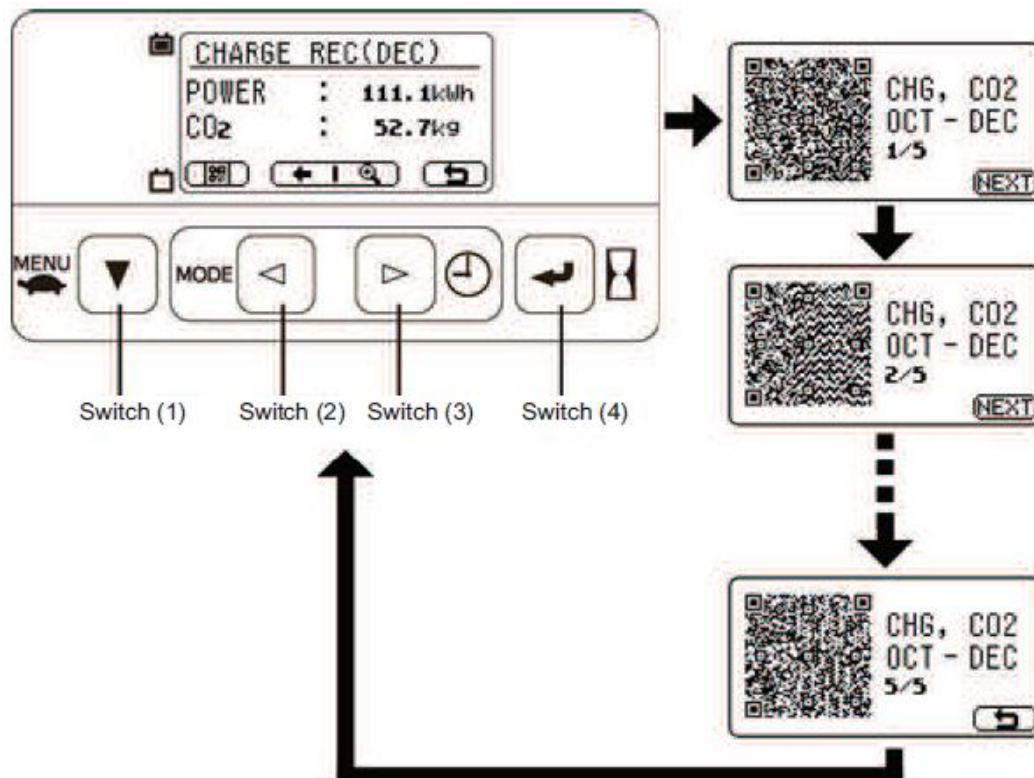 CHARGE REC(DEC)
POWER : 111.1kWh
CO2 : 52.7kg
MENU
MODE
Switch (1)
Switch (2)
Switch (3)
Switch (4)
CHG, CO2
OCT - DEC
1/5
NEXT
CHG, CO2
OCT - DEC
2/5
NEXT
CHG, CO2
OCT - DEC
5/5